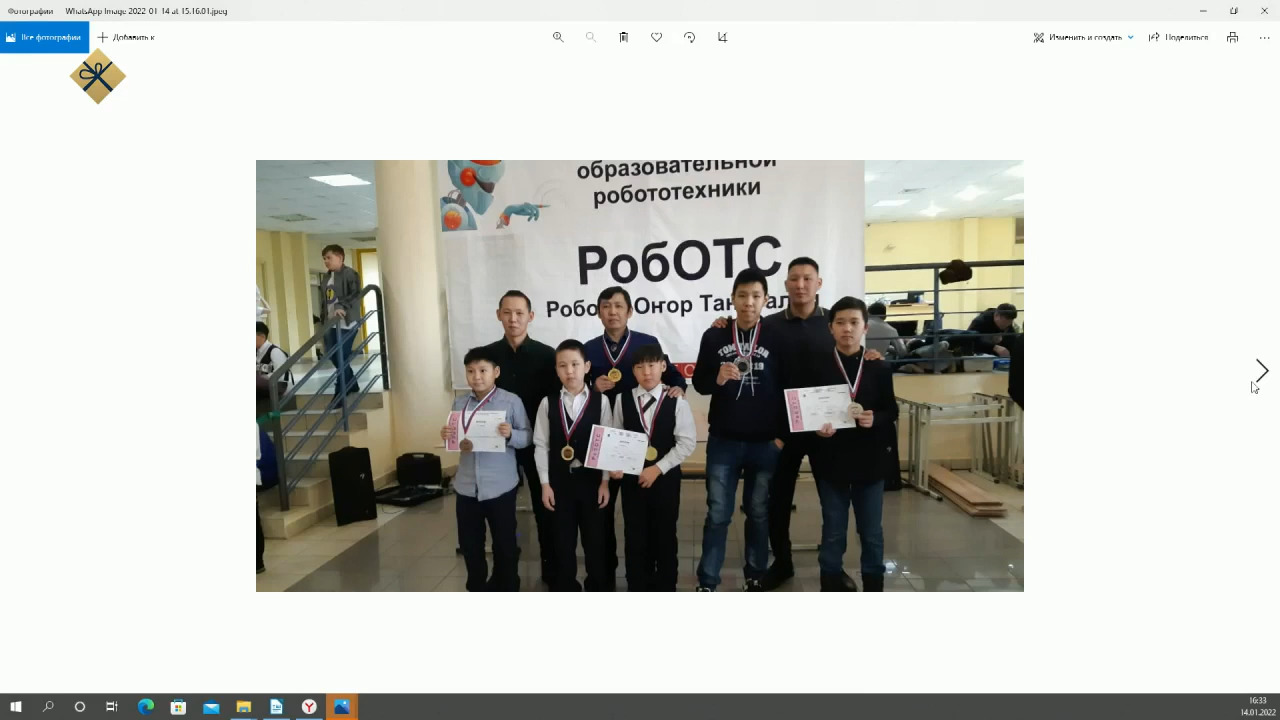 Фотографии
WhatsApp Image 2022-01-14 at 15.16.01.jpeg
Все фотографии
Добавить к
Изменить и создать
Поделиться
образовательной
робототехники
РобОТС
Оҥор
16:33
14.01.2022